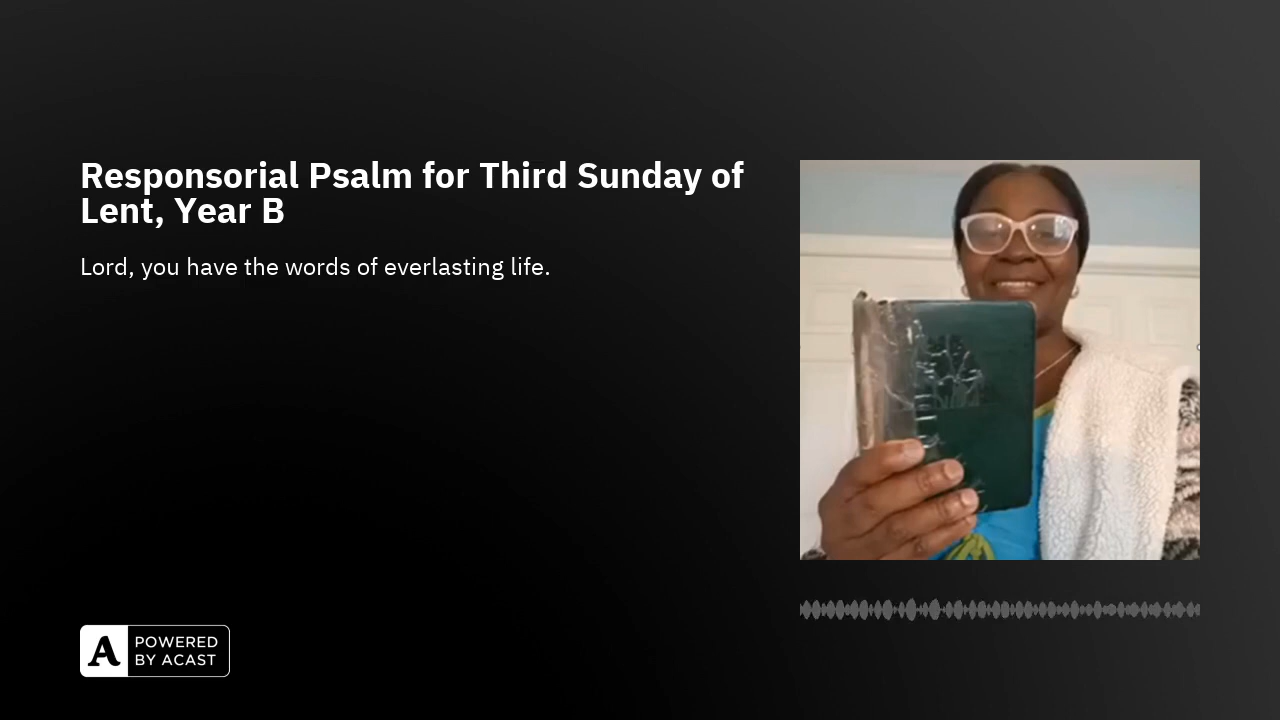 Responsorial Psalm for Third Sunday of
Lent, Year B
Lord, you have the words of everlasting life.
A POWERED
BY ACAST